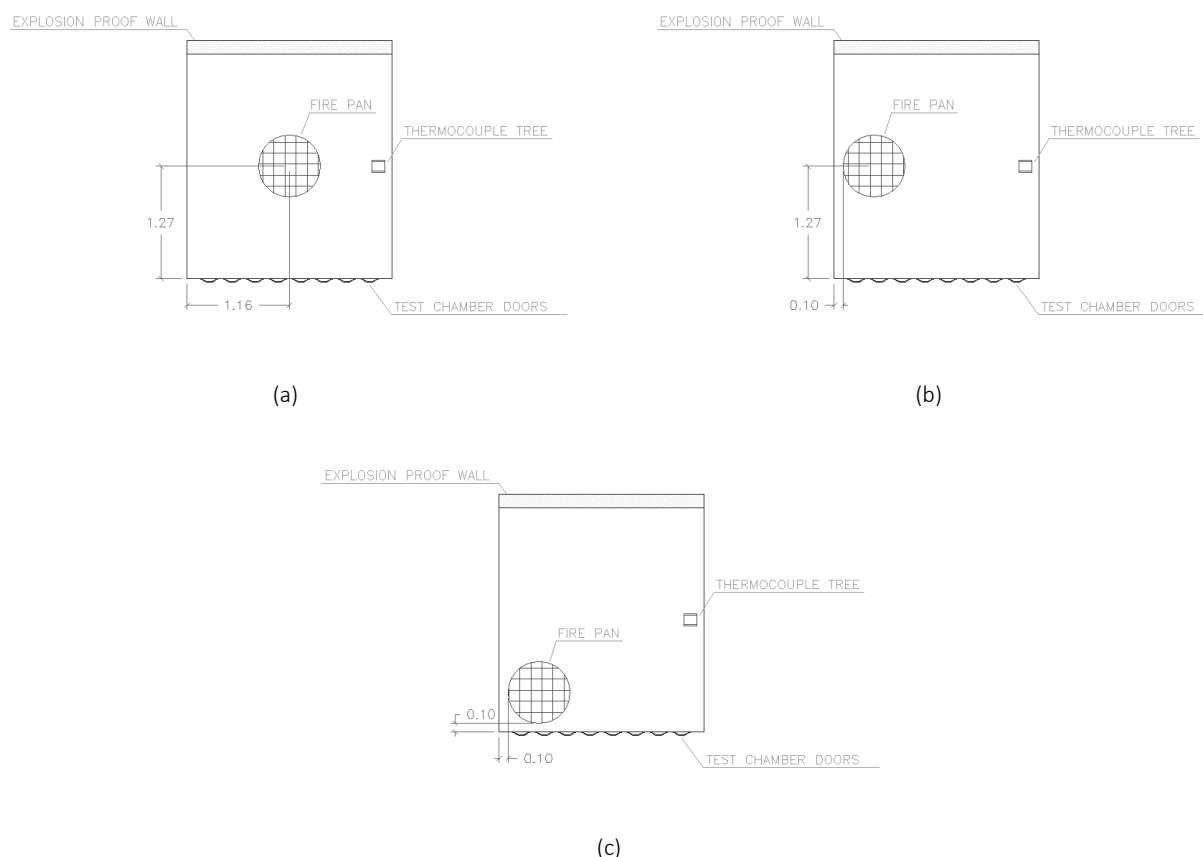 EXPLOSION PROOF WALL
FIRE PAN
THERMOCOUPLE TREE
1.27
1.16
TEST CHAMBER DOORS
(a)
EXPLOSION PROOF WALL
FIRE PAN
THERMOCOUPLE TREE
1.27
0.10
TEST CHAMBER DOORS
(b)
EXPLOSION PROOF WALL
THERMOCOUPLE TREE
FIRE PAN
0.10
0.10
TEST CHAMBER DOORS
(c)